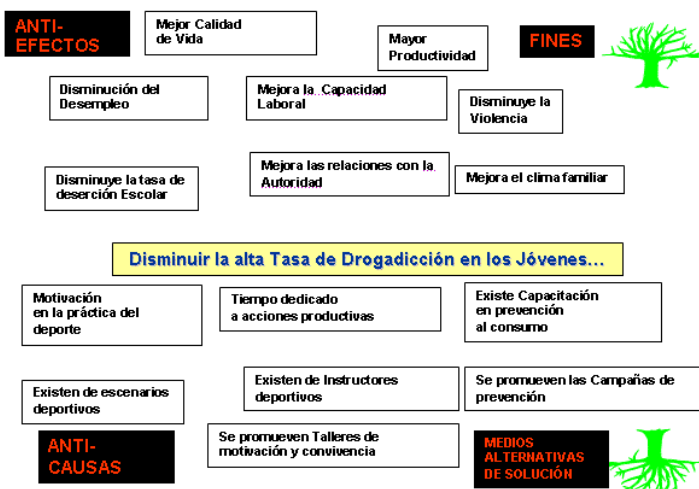 ANTI-
EFECTOS
Mejor Calidad
de Vida
Mayor
Productividad
FINES
Disminución del
Desempleo
Mejora la Capacidad
Laboral
Disminuye la
Violencia
Disminuye la tasa de
deserción Escolar
Mejora las relaciones con la
Autoridad
Mejora el clima familiar
Disminuir la alta Tasa de Drogadicción en los Jóvenes...
Motivación
en la práctica del
deporte
Tiempo dedicado
a acciones productivas
Existe Capacitación
en prevención
al consumo
Existen de escenarios
deportivos
Existen de Instructores
deportivos
Se promueven las Campañas de
prevención
ANTI-
CAUSAS
Se promueven Talleres de
motivación y convivencia
MEDIOS
ALTERNATIVAS
DE SOLUCIÓN